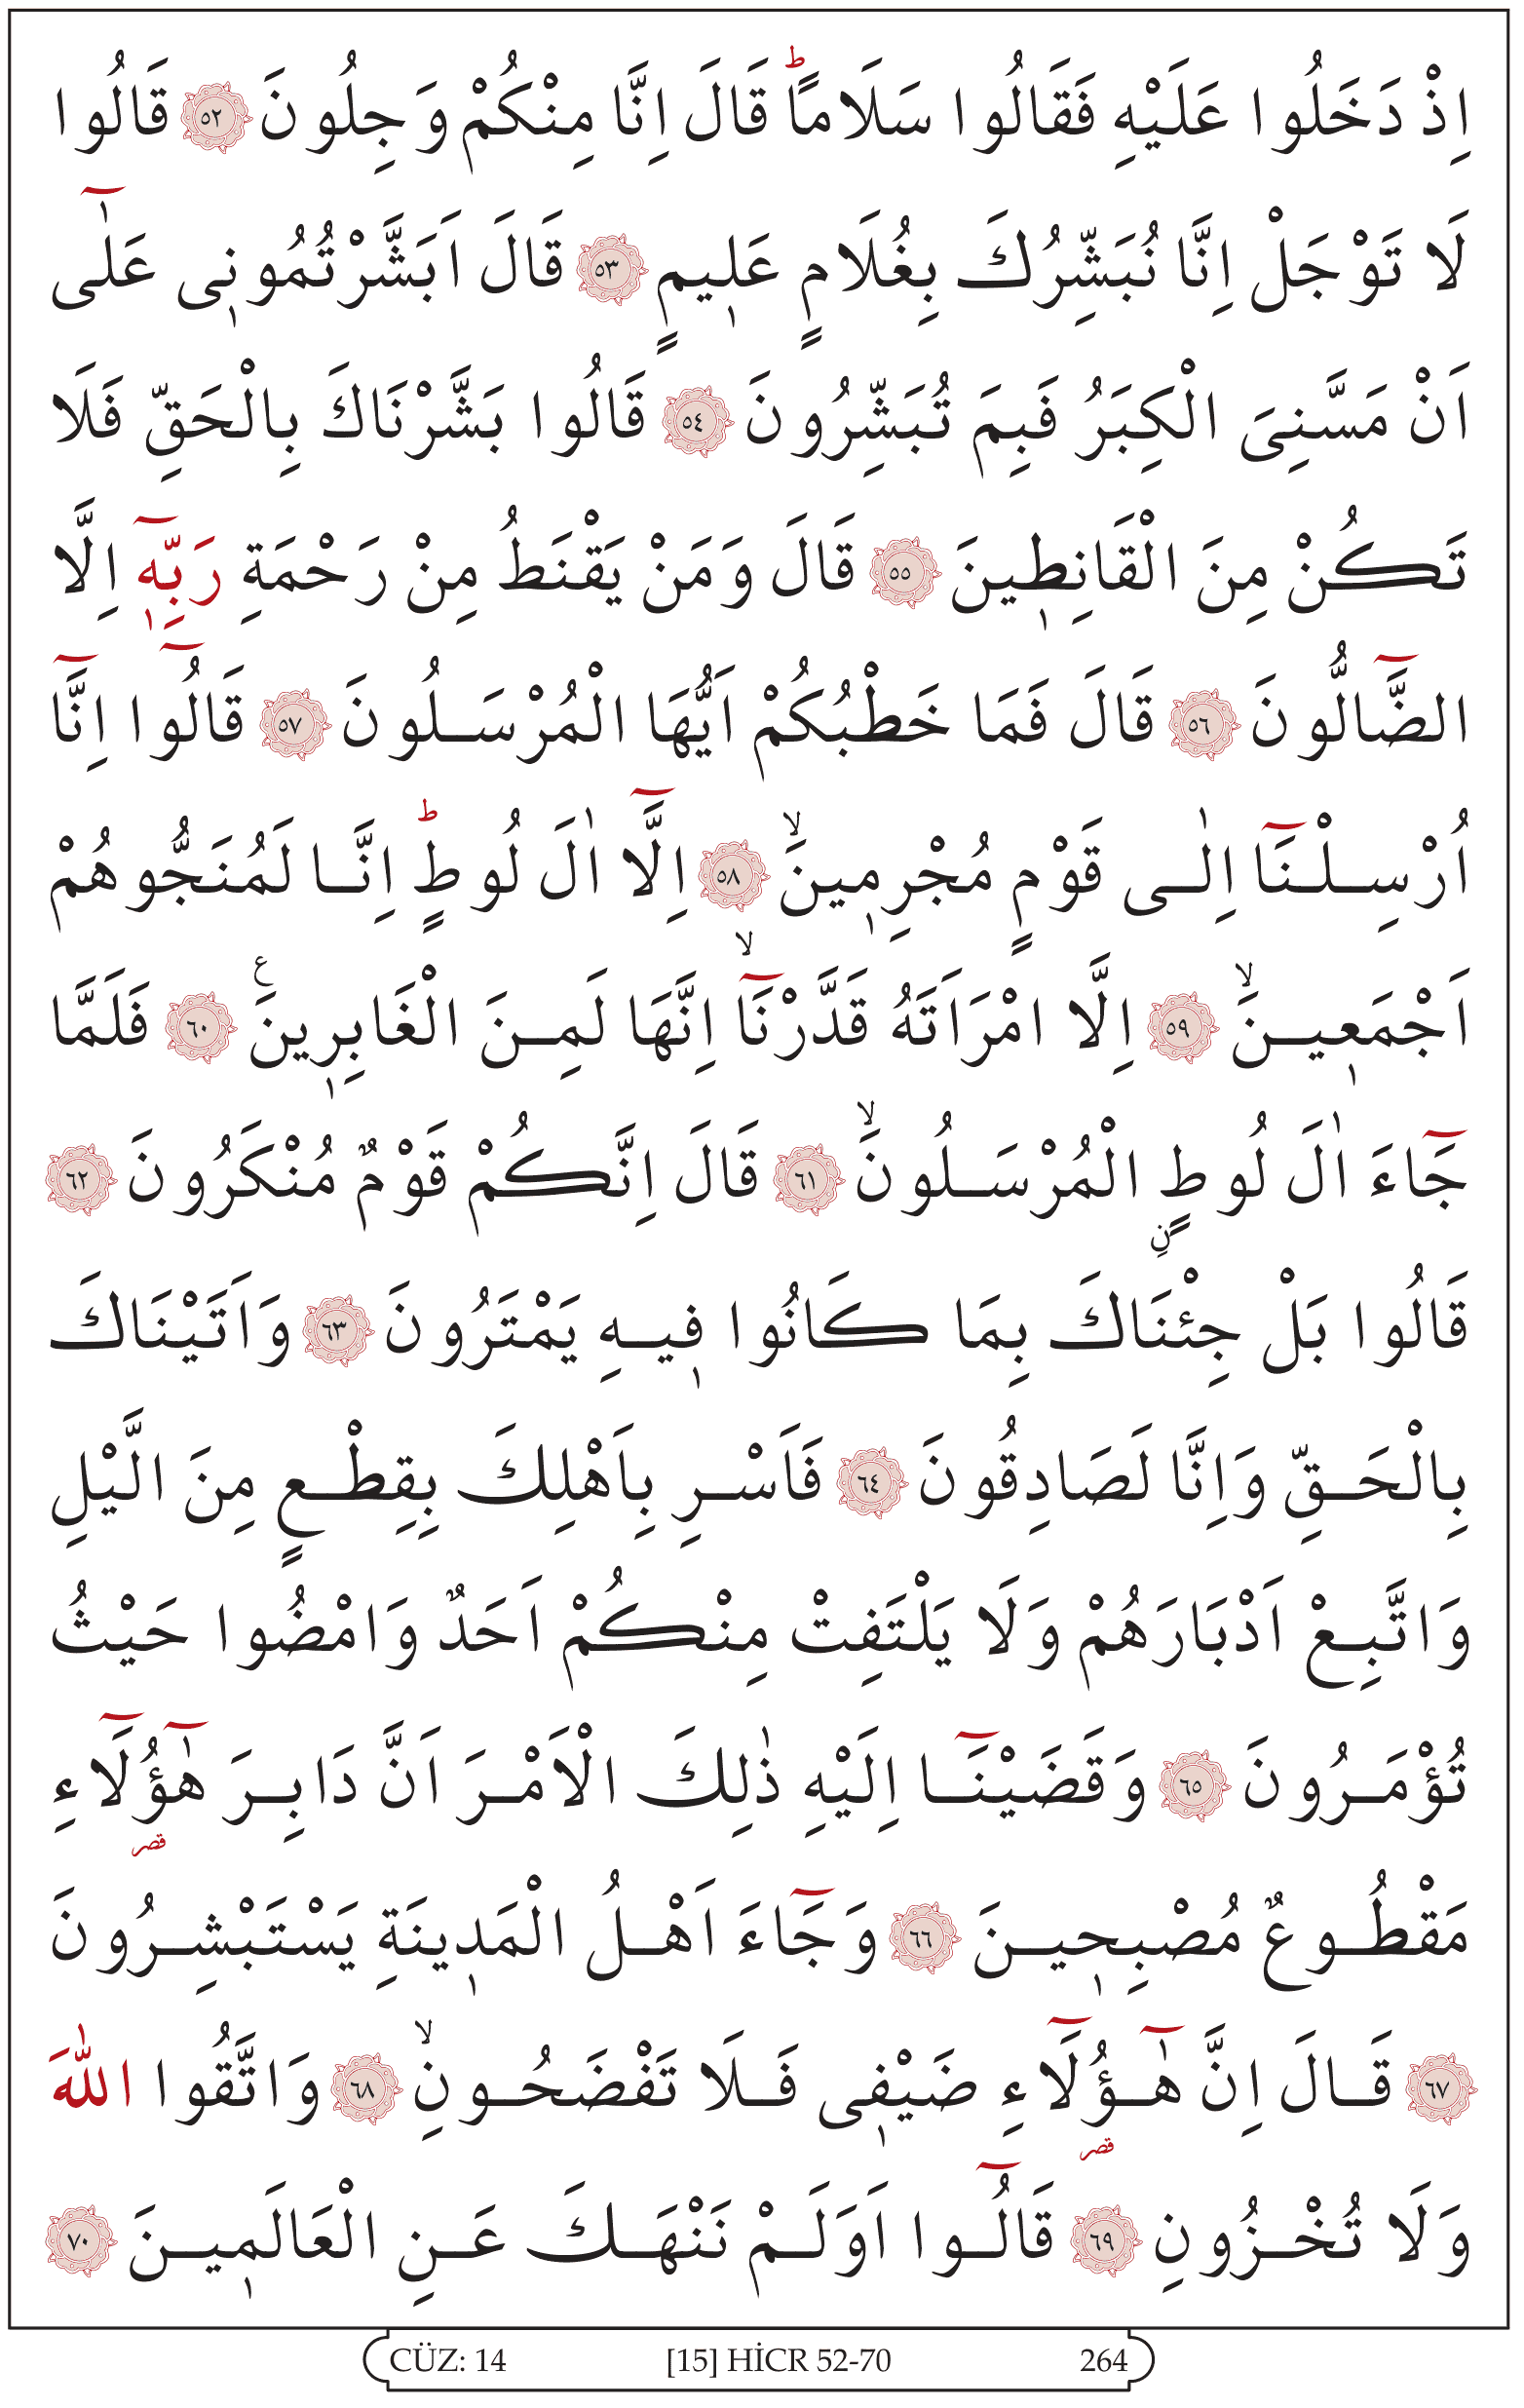 اِذْ دَخَلُوا عَلَيْهِ فَقَالُوا سَلَامًاۜ قَالَ اِنَّا مِنْكُمْ وَجِلُونَ ﴿٥٢﴾ قَالُوا
لَا تَوْجَلْ اِنَّا نُبَشِّرُكَ بِغُلَامٍ عَل۪يمٍ ﴿٥٣﴾ قَالَ اَبَشَّرْتُمُون۪ى عَلٰٓى
اَنْ مَسَّنِىَ الْكِبَرُ فَبِمَ تُبَشِّرُونَ ﴿٥٤﴾ قَالُوا بَشَّرْنَاكَ بِالْحَقِّ فَلَا
تَكُنْ مِنَ الْقَانِط۪ينَ ﴿٥٥﴾ قَالَ وَمَنْ يَقْنَطُ مِنْ رَحْمَةِ رَبِّه۪ٓ اِلَّا
الضَّٓالُّونَ ﴿٥٦﴾ قَالَ فَمَا خَطْبُكُمْ اَيُّهَا الْمُرْسَلُونَ ﴿٥٧﴾ قَالُٓوا اِنَّٓا
اُرْسِلْنَٓا اِلٰى قَوْمٍ مُجْرِم۪ينَۙ ﴿٥٨﴾ اِلَّٓا اٰلَ لُوطٍۜ اِنَّا لَمُنَجُّوهُمْ
اَجْمَع۪ينَۙ ﴿٥٩﴾ اِلَّا امْرَاَتَهُ قَدَّرْنَٓاۙ اِنَّهَا لَمِنَ الْغَابِر۪ينَ۟ ﴿٦٠﴾ فَلَمَّا
جَٓاءَ اٰلَ لُوطٍنِ الْمُرْسَلُونَۙ ﴿٦١﴾ قَالَ اِنَّكُمْ قَوْمٌ مُنْكَرُونَ ﴿٦٢﴾
قَالُوا بَلْ جِئْنَاكَ بِمَا كَانُوا ف۪يهِ يَمْتَرُونَ ﴿٦٣﴾ وَاَتَيْنَاكَ
بِالْحَقِّ وَاِنَّا لَصَادِقُونَ ﴿٦٤﴾ فَاَسْرِ بِاَهْلِكَ بِقِطْعٍ مِنَ الَّيْلِ
وَاتَّبِعْ اَدْبَارَهُمْ وَلَا يَلْتَفِتْ مِنْكُمْ اَحَدٌ وَامْضُوا حَيْثُ
تُؤْمَرُونَ ﴿٦٥﴾ وَقَضَيْنَٓا اِلَيْهِ ذٰلِكَ الْاَمْرَ اَنَّ دَابِرَ هٰٓؤُ۬لَٓاءِ
قصر
مَقْطُوعٌ مُصْبِح۪ينَ ﴿٦٦﴾ وَجَٓاءَ اَهْلُ الْمَد۪ينَةِ يَسْتَبْشِرُونَ
﴿٦٧﴾ قَالَ اِنَّ هٰٓؤُ۬لَٓاءِ ضَيْف۪ى فَلَا تَفْضَحُونِۙ ﴿٦٨﴾ وَاتَّقُوا اللّٰهَ
قصر
وَلَا تُخْزُونِ ﴿٦٩﴾ قَالُٓوا اَوَلَمْ نَنْهَكَ عَنِ الْعَالَم۪ينَ ﴿٧٠﴾
CÜZ: 14 [15] HİCR 52-70 264